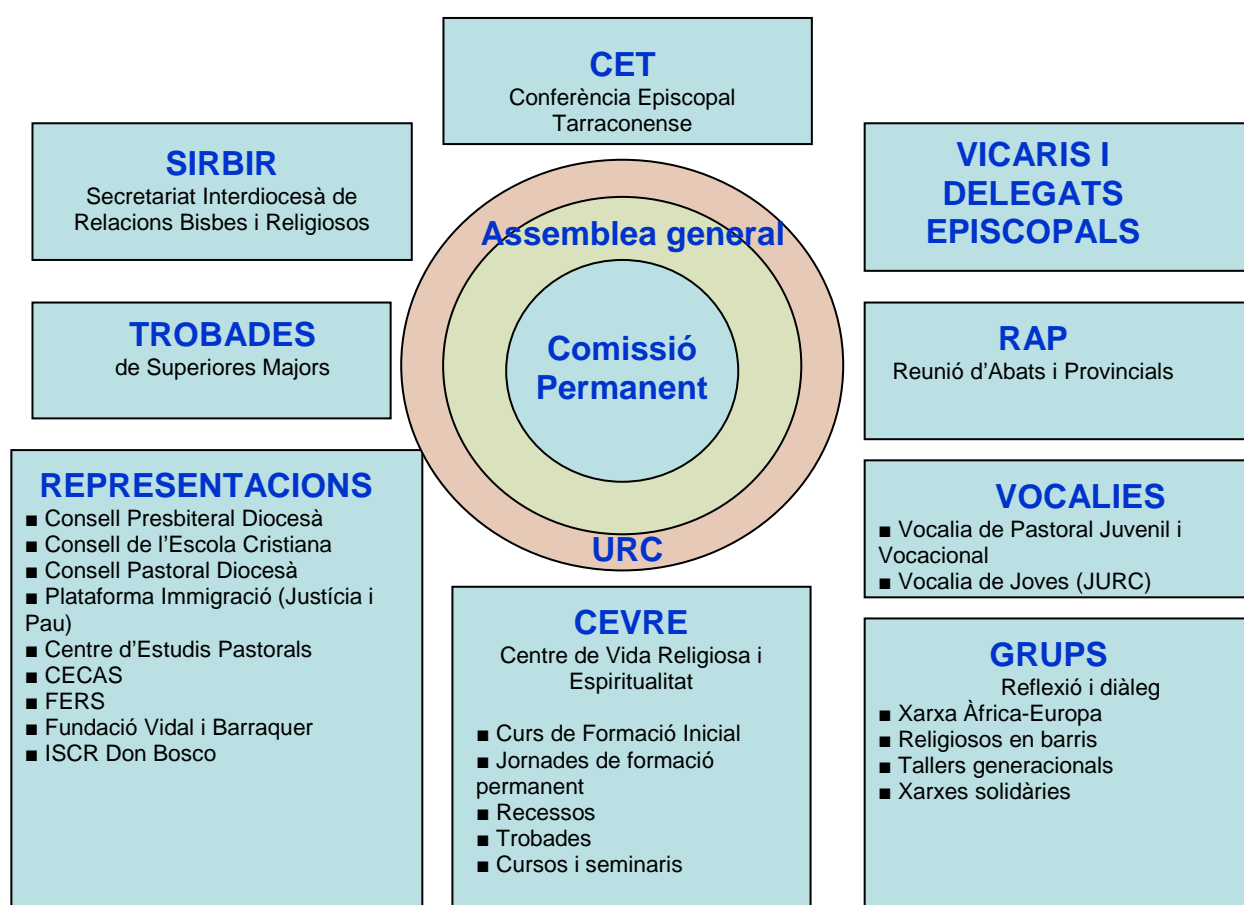 CET
Conferència Episcopal
Tarraconense
SIRBIR
Secretariat Interdiocesà de
Relacions Bisbes i Religiosos
VICARIS I
DELEGATS
EPISCOPALS
Assemblea general
Comissió
Permanent
URC
TROBADES
de Superiores Majors
RAP
Reunió d’Abats i Provincials
REPRESENTACIONS
■ Consell Presbiteral Diocesà
■ Consell de l’Escola Cristiana
■ Consell Pastoral Diocesà
■ Plataforma Immigració (Justícia i
Pau)
■ Centre d’Estudis Pastorals
■ CECAS
■ FERS
■ Fundació Vidal i Barraquer
■ ISCR Don Bosco
VOCALIES
■ Vocalia de Pastoral Juvenil i
Vocacional
■ Vocalia de Joves (JURC)
CEVRE
Centre de Vida Religiosa i
Espiritualitat
■ Curs de Formació Inicial
■ Jornades de formació
permanent
■ Recessos
■ Trobades
■ Cursos i seminaris
GRUPS
Reflexió i diàleg
■ Xarxa Àfrica-Europa
■ Religiosos en barris
■ Tallers generacionals
■ Xarxes solidàries